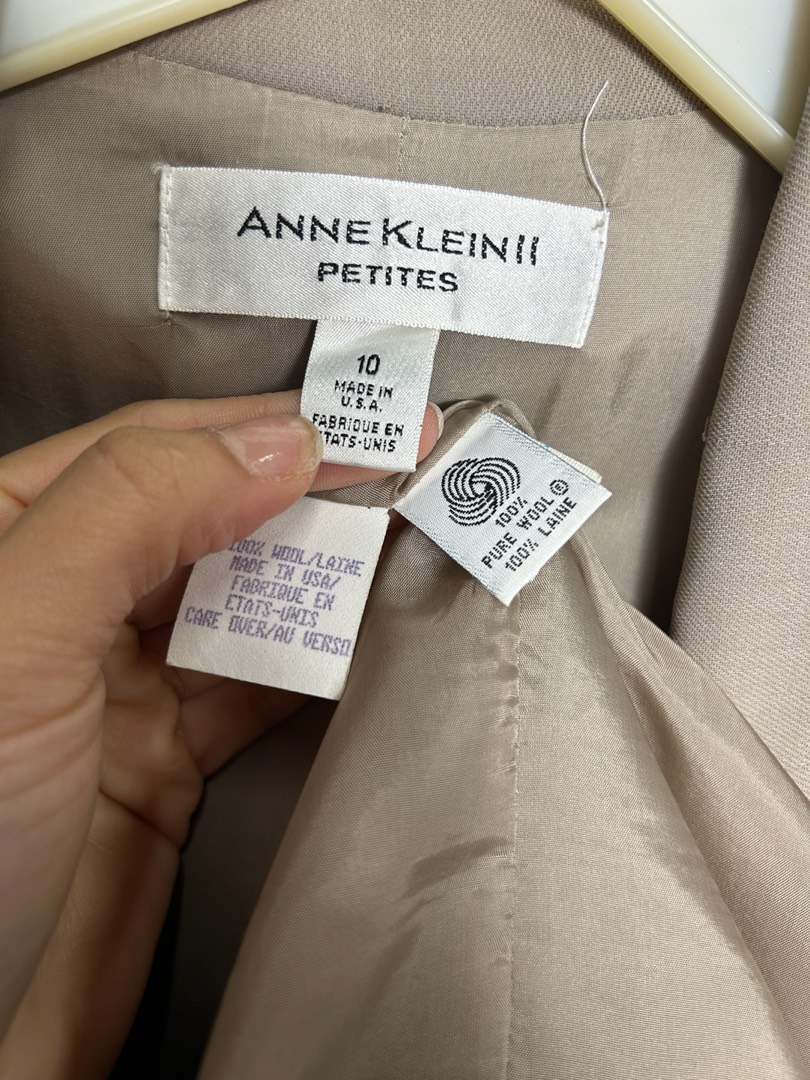 ANNE KLEIN II
PETITES
10
MADE IN
U.S.A.
FABRIQUE EN
ETATS-UNIS
100%
PURE WOOL ®
100% LAINE
100% WOOL/LAINE
MADE IN USA/
FABRIQUE EN
ETATS-UNIS
CARE OVER/AU VERSO